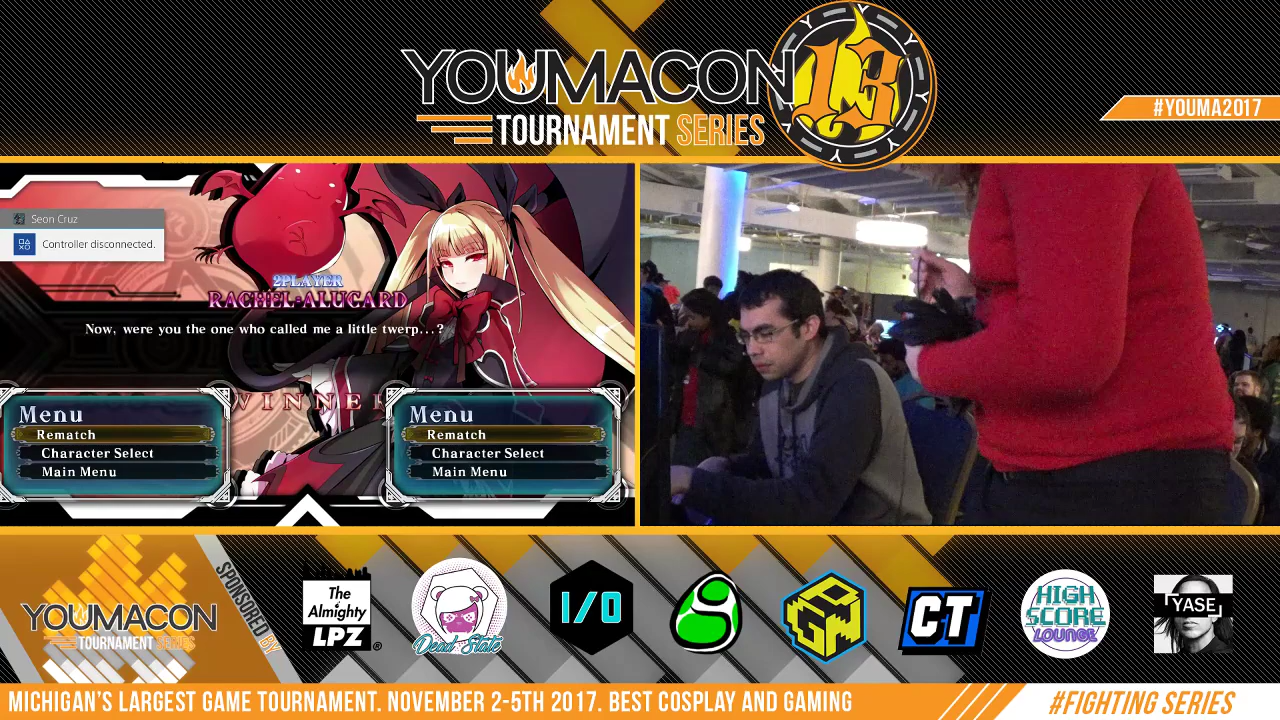 YOUMACON 13
TOURNAMENT SERIES
#YOUMA2017
Seon Cruz
Controller disconnected.
2PLAYER
RACHEL=ALUCARD
Now, were you the one who called me a little twerp...?
WINNER
Menu
Rematch
Character Select
Main Menu
Menu
Rematch
Character Select
Main Menu
YOUMACON
TOURNAMENT SERIES
SPONSORED BY
The
Almighty
LPZ
Dead State
I/O
S
CT
HIGH
SCORE
LOUNGE
YASE
MICHIGAN'S LARGEST GAME TOURNAMENT. NOVEMBER 2-5TH 2017. BEST COSPLAY AND GAMING
#FIGHTING SERIES